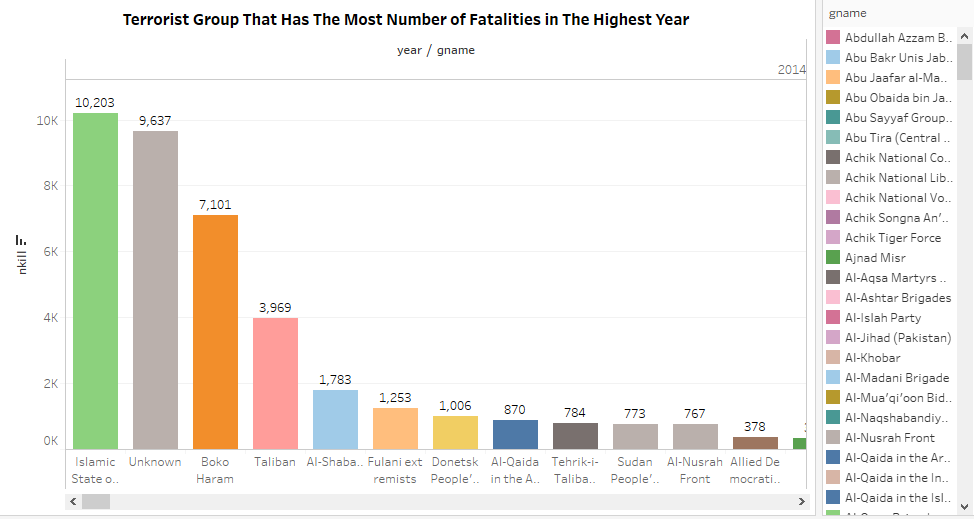 Terrorist Group That Has The Most Number of Fatalities in The Highest Year
year / gname
2014
10,203
9,637
7,101
3,969
1,783
1,253
1,006
870
784
773
767
378
10K
8K
6K
4K
2K
0K
nkill
Islamic
State o..
Unknown
Boko
Haram
Taliban
Al-Shaba..
Fulani ext
remists
Donetsk
People'..
Al-Qaida
in the A..
Tehrik-i-
Taliba..
Sudan
People'..
Al-Nusrah
Front
Allied De
mocrati..
gname
Abdullah Azzam B..
Abu Bakr Unis Jab..
Abu Jaafar al-Ma..
Abu Obaida bin Ja..
Abu Sayyaf Group..
Abu Tira (Central ..
Achik National Co..
Achik National Lib..
Achik National Vo..
Achik Songna An'..
Achik Tiger Force
Ajnad Misr
Al-Aqsa Martyrs ..
Al-Ashtar Brigades
Al-Islah Party
Al-Jihad (Pakistan)
Al-Khobar
Al-Madani Brigade
Al-Mua'qi'oon Bid..
Al-Naqshabandiy..
Al-Nusrah Front
Al-Qaida in the Ar..
Al-Qaida in the In..
Al-Qaida in the Isl..